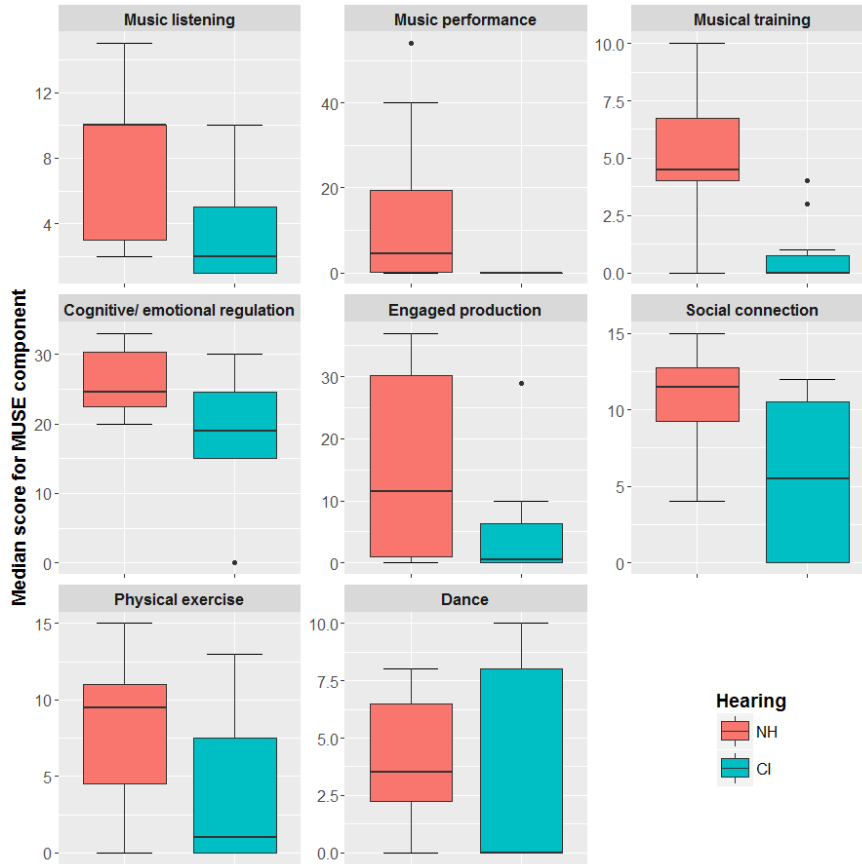 Music listening
Music performance
Musical training
12
8
4
40
20
0
10.0
7.5
5.0
2.5
0.0
Median score for MUSE component
Cognitive/ emotional regulation
Engaged production
Social connection
30
20
10
0
30
20
10
0
15
10
5
0
Physical exercise
Dance
15
10
5
0
10.0
7.5
5.0
2.5
0.0
Hearing
NH
CI